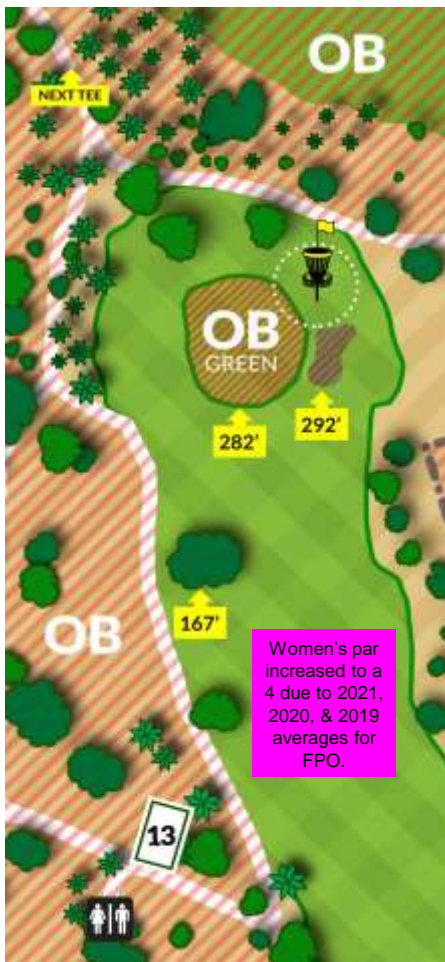 OB
NEXT TEE
OB
GREEN
282'
292'
167'
OB
Women's par
increased to a
4 due to 2021,
2020, & 2019
averages for
FPO.
13